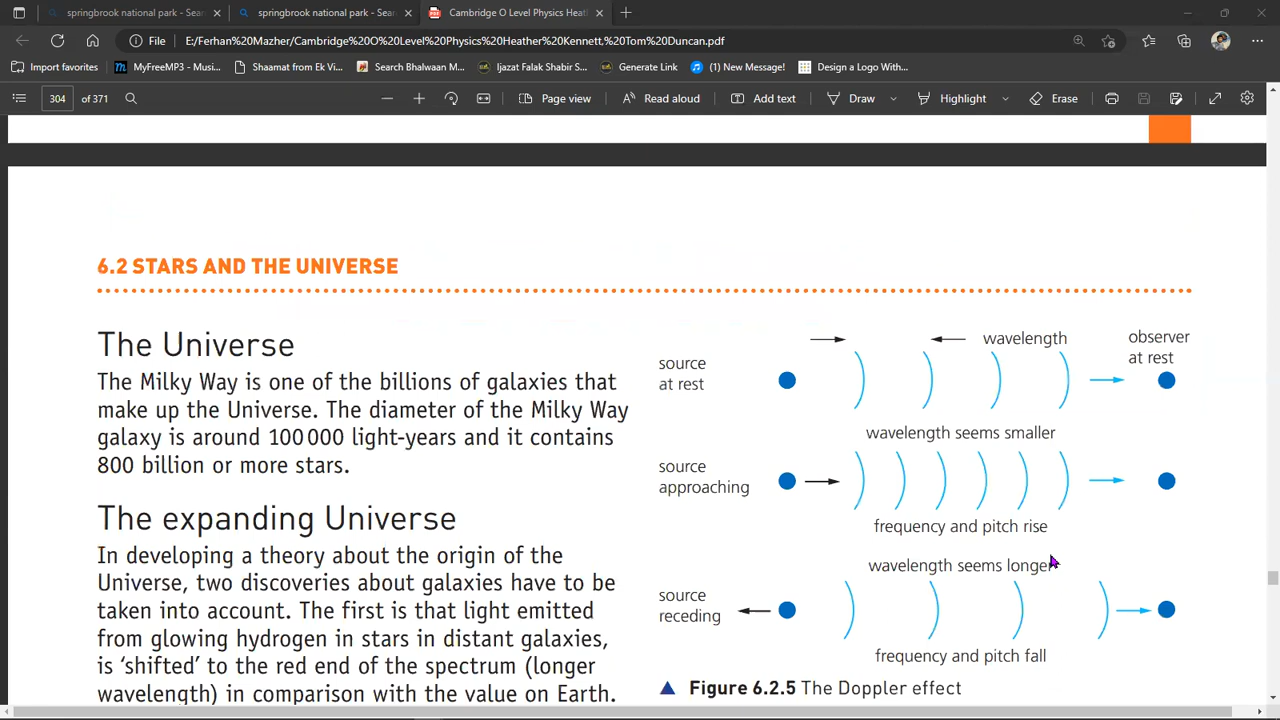 springbrook national park - Sear
springbrook national park - Sear
Cambridge O Level Physics Heath
File
E:/Ferhan%20Mazher/Cambridge%20O%20Level%20Physics%20Heather%20Kennett,%20Tom%20Duncan.pdf
Import favorites
MyFreeMP3 - Musi...
Shaamat from Ek Vi...
Search Bhalwaan M...
Ijazat Falak Shabir S...
Generate Link
(1) New Message!
Design a Logo With...
304 of 371
Page view
Read aloud
Add text
Draw
Highlight
Erase
6.2 STARS AND THE UNIVERSE
The Universe
The Milky Way is one of the billions of galaxies that
make up the Universe. The diameter of the Milky Way
galaxy is around 100 000 light-years and it contains
800 billion or more stars.
The expanding Universe
In developing a theory about the origin of the
Universe, two discoveries about galaxies have to be
taken into account. The first is that light emitted
from glowing hydrogen in stars in distant galaxies,
is ‘shifted’ to the red end of the spectrum (longer
wavelength) in comparison with the value on Earth.
source
at rest
wavelength
observer
at rest
wavelength seems smaller
source
approaching
frequency and pitch rise
wavelength seems longer
source
receding
frequency and pitch fall
Figure 6.2.5 The Doppler effect